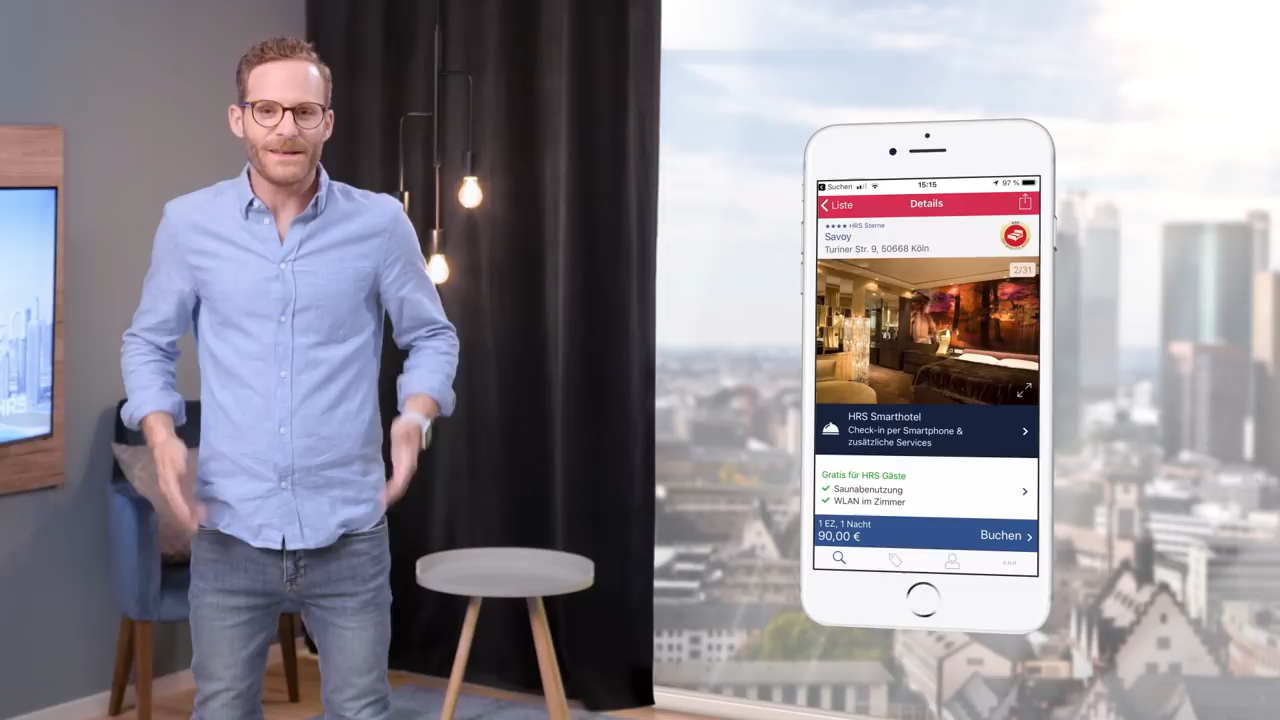 HRS
Suchen
15:15
97 %
Liste
Details
HRS Sterne
Savoy
Turiner Str. 9, 50668 Köln
2/31
HRS Smarthotel
Check-in per Smartphone &
zusätzliche Services
Gratis für HRS Gäste
Saunabenutzung
WLAN im Zimmer
1 EZ, 1 Nacht
90,00 €
Buchen